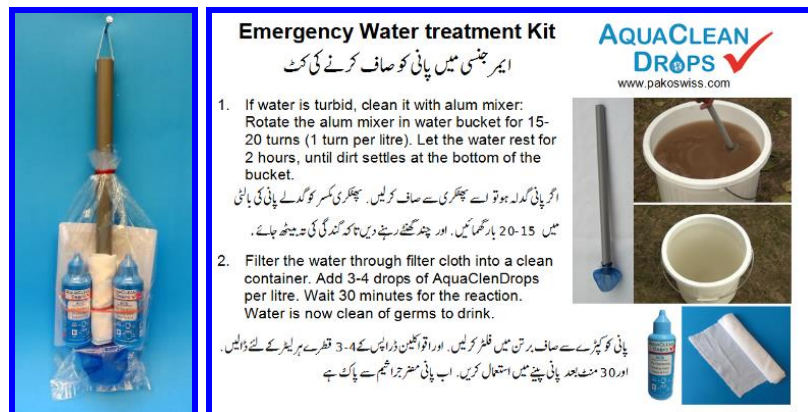 Emergency Water treatment Kit
ایمرجنسی میں پانی کو صاف کرنے کی کٹ
AQUACLEAN
DROPS
www.pakoswiss.com
1. If water is turbid, clean it with alum mixer:
Rotate the alum mixer in water bucket for 15-
20 turns (1 turn per litre). Let the water rest for
2 hours, until dirt settles at the bottom of the
bucket.
اگر پانی گدلہ ہو تو اسے پھٹکری سے صاف کرلیں. پھٹکری مکسر کو گدلے پانی کی بالٹی
میں 15-20 بار گھمائیں. اور چند گھنٹے رہنے دیں تا کہ گندگی کی تہ بیٹھ جائے.
2. Filter the water through filter cloth into a clean
container. Add 3-4 drops of AquaClenDrops
per litre. Wait 30 minutes for the reaction.
Water is now clean of germs to drink.
پانی کو کپڑے سے صاف برتن میں فلٹر کرلیں. اور اقوا کلین ڈراپس کے 3-4 قطرے ہر لیٹر کے لئے ڈالیں.
اور 30 منٹ بعد پانی پینے میں استعمال کریں. اب پانی مضر جراثیم سے پاک ہے
AQUACLEAN
DROPS